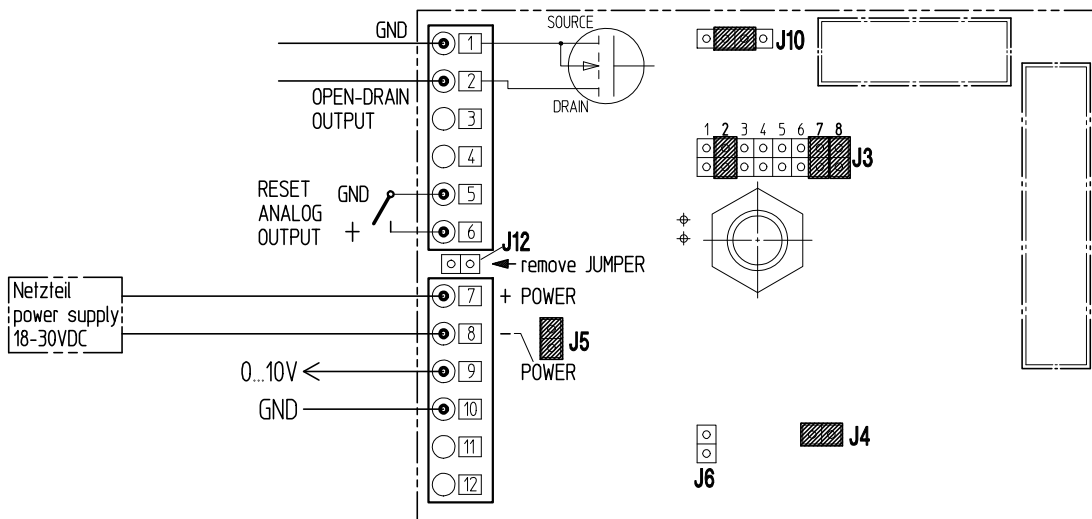 GND
OPEN-DRAIN
OUTPUT
RESET
ANALOG
OUTPUT
GND
+
Netzteil
power supply
18-30VDC
0...10V
GND
1
2
3
4
5
6
J12
remove JUMPER
7
+ POWER
8
-
POWER
9
10
11
12
SOURCE
DRAIN
J10
1 2 3 4 5 6 7 8
J3
J5
J6
J4